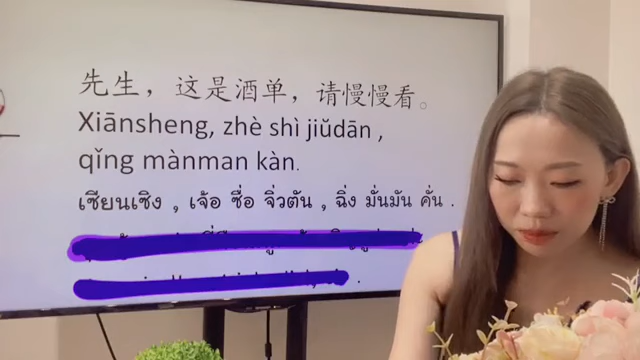 先生，这是酒单，请慢慢看。
Xiānsheng, zhè shì jiǔdān ,
qǐng mànman kàn.
เซียนเซิง , เจ้อ ซื่อ จิ่วตัน , ฉิ่ง มั่นมัน คั่น .